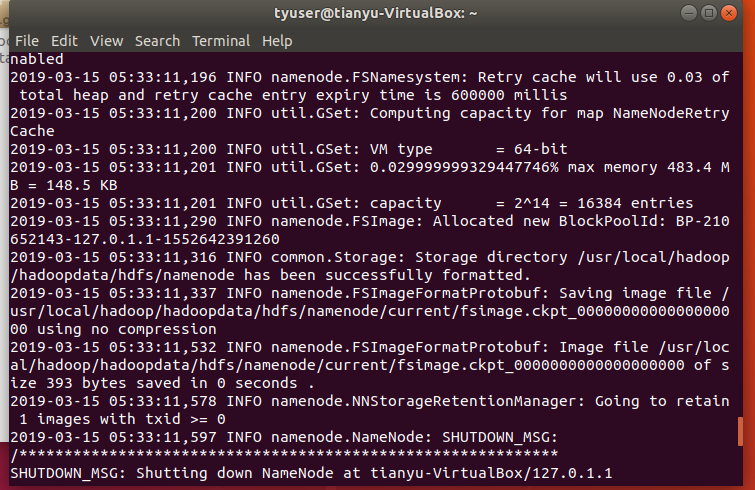 tyuser@tianyu-VirtualBox: ~
File Edit View Search Terminal Help
nabled
2019-03-15 05:33:11,196 INFO namenode.FSNamesystem: Retry cache will use 0.03 of
total heap and retry cache entry expiry time is 600000 millis
2019-03-15 05:33:11,200 INFO util.GSet: Computing capacity for map NameNodeRetry
Cache
2019-03-15 05:33:11,200 INFO util.GSet: VM type       = 64-bit
2019-03-15 05:33:11,201 INFO util.GSet: 0.029999999329447746% max memory 483.4 M
B = 148.5 KB
2019-03-15 05:33:11,201 INFO util.GSet: capacity      = 2^14 = 16384 entries
2019-03-15 05:33:11,290 INFO namenode.FSImage: Allocated new BlockPoolId: BP-210
652143-127.0.1.1-1552642391260
2019-03-15 05:33:11,316 INFO common.Storage: Storage directory /usr/local/hadoop
/hadoopdata/hdfs/namenode has been successfully formatted.
2019-03-15 05:33:11,337 INFO namenode.FSImageFormatProtobuf: Saving image file /
usr/local/hadoop/hadoopdata/hdfs/namenode/current/fsimage.ckpt_00000000000000000
00 using no compression
2019-03-15 05:33:11,532 INFO namenode.FSImageFormatProtobuf: Image file /usr/loc
al/hadoop/hadoopdata/hdfs/namenode/current/fsimage.ckpt_0000000000000000000 of s
ize 393 bytes saved in 0 seconds .
2019-03-15 05:33:11,578 INFO namenode.NNStorageRetentionManager: Going to retain
1 images with txid >= 0
2019-03-15 05:33:11,597 INFO namenode.NameNode: SHUTDOWN_MSG:
/************************************************************
SHUTDOWN_MSG: Shutting down NameNode at tianyu-VirtualBox/127.0.1.1